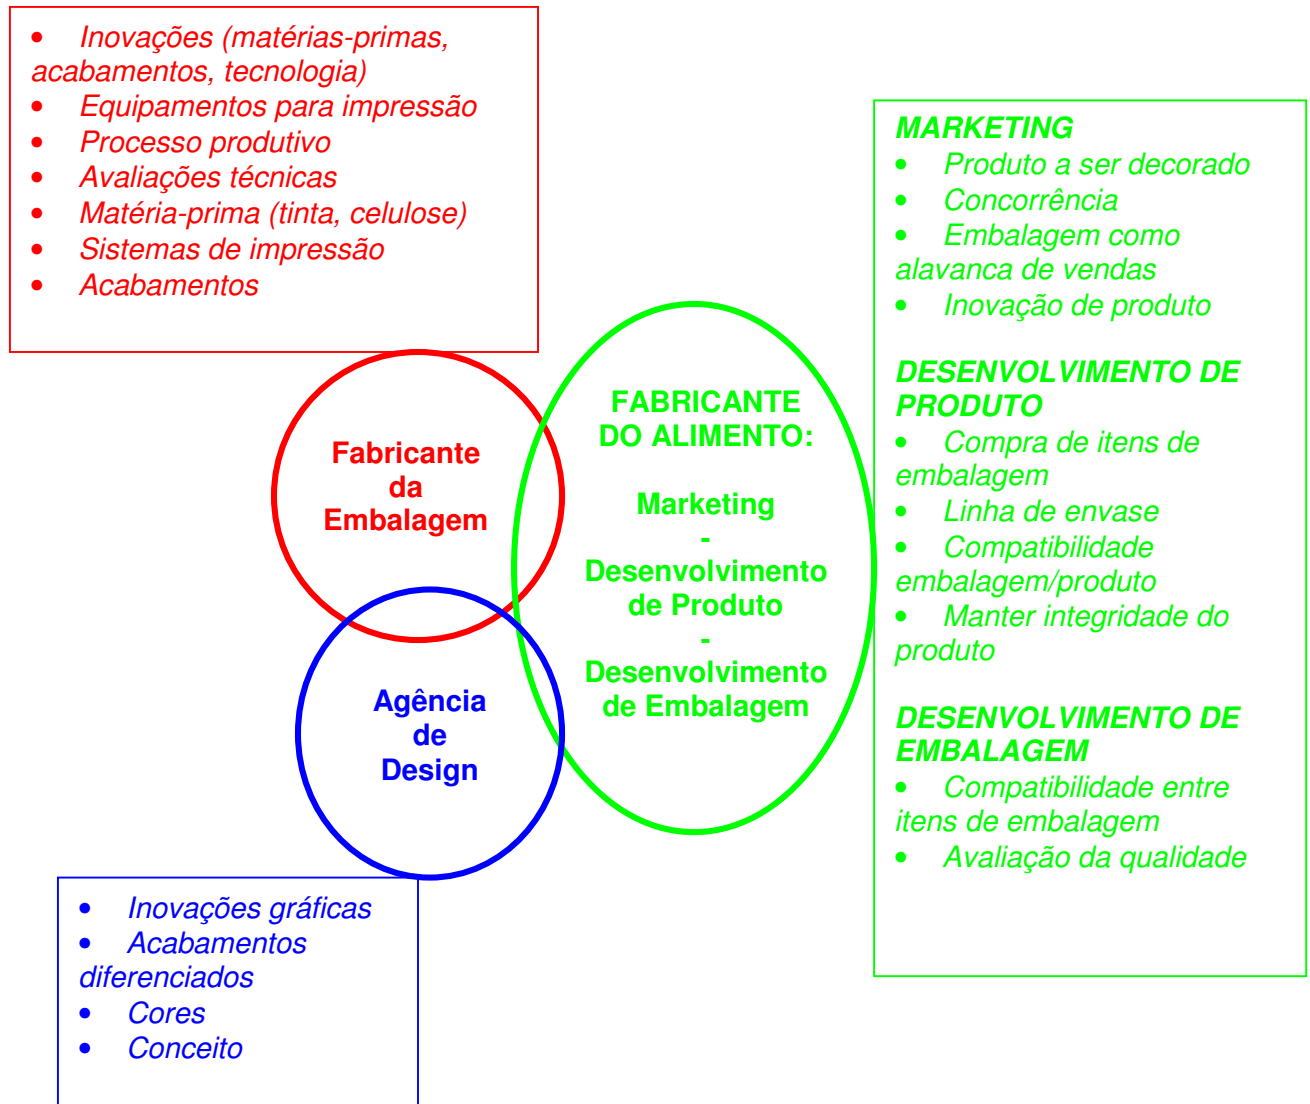 • Inovações (matérias-primas,
acabamentos, tecnologia)
• Equipamentos para impressão
• Processo produtivo
• Avaliações técnicas
• Matéria-prima (tinta, celulose)
• Sistemas de impressão
• Acabamentos
Fabricante
da
Embalagem
Agência
de
Design
• Inovações gráficas
• Acabamentos
diferenciados
• Cores
• Conceito
FABRICANTE
DO ALIMENTO:
Marketing
-
Desenvolvimento
de Produto
-
Desenvolvimento
de Embalagem
MARKETING
• Produto a ser decorado
• Concorrência
• Embalagem como
alavanca de vendas
• Inovação de produto
DESENVOLVIMENTO DE
PRODUTO
• Compra de itens de
embalagem
• Linha de envase
• Compatibilidade
embalagem/produto
• Manter integridade do
produto
DESENVOLVIMENTO DE
EMBALAGEM
• Compatibilidade entre
itens de embalagem
• Avaliação da qualidade